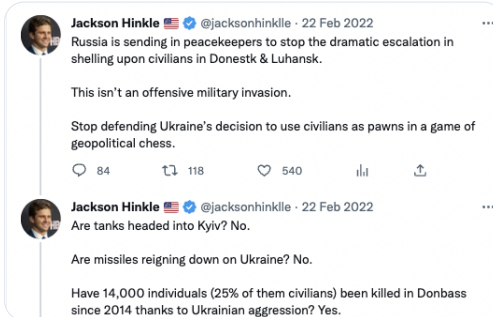 Jackson Hinkle 🇺🇸 @jacksonhinklle · 22 Feb 2022 ...
Russia is sending in peacekeepers to stop the dramatic escalation in
shelling upon civilians in Donestk & Luhansk.
This isn't an offensive military invasion.
Stop defending Ukraine's decision to use civilians as pawns in a game of
geopolitical chess.
84 118 540
Jackson Hinkle 🇺🇸 @jacksonhinklle · 22 Feb 2022 ...
Are tanks headed into Kyiv? No.
Are missiles reigning down on Ukraine? No.
Have 14,000 individuals (25% of them civilians) been killed in Donbass
since 2014 thanks to Ukrainian aggression? Yes.